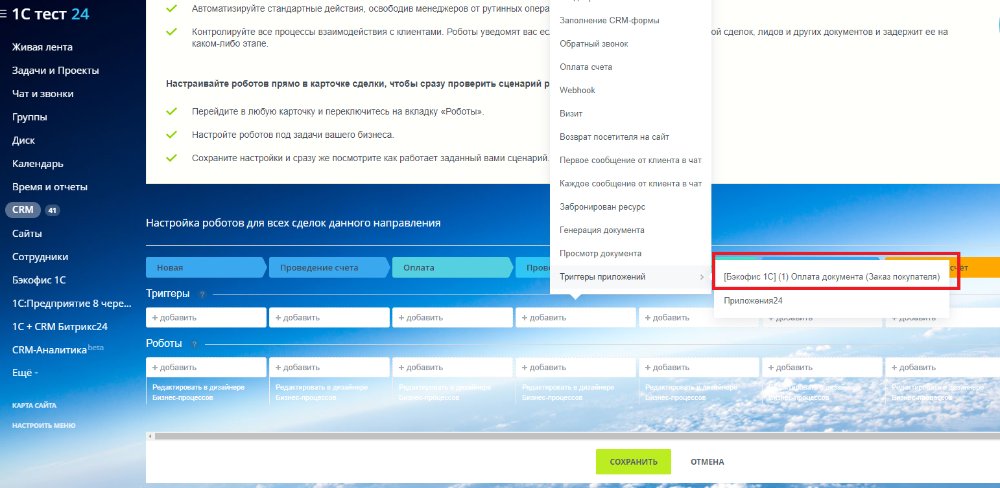 1С тест 24
Живая лента
Задачи и Проекты
Чат и звонки
Группы
Диск
Календарь
Время и отчеты
CRM 41
Сайты
Сотрудники
Бэкофис 1С
1С:Предприятие 8 чере...
1С + CRM Битрикс24
CRM-Аналитика beta
Ещё
КАРТА САЙТА
НАСТРОИТЬ МЕНЮ
Автоматизируйте стандартные действия, освободив менеджеров от рутинных опера
Контролируйте все процессы взаимодействия с клиентами. Роботы уведомят вас ес ой сделок, лидов и других документов и задержит ее на
каком-либо этапе.
Настраивайте роботов прямо в карточке сделки, чтобы сразу проверить сценарий р
Перейдите в любую карточку и переключитесь на вкладку «Роботы».
Настройте роботов под задачи вашего бизнеса.
Сохраните настройки и сразу же посмотрите как работает заданный вами сценарий.
Заполнение CRM-формы
Обратный звонок
Оплата счета
Webhook
Визит
Возврат посетителя на сайт
Первое сообщение от клиента в чат
Каждое сообщение от клиента в чат
Забронирован ресурс
Генерация документа
Просмотр документа
Триггеры приложений
[Бэкофис 1С] (1) Оплата документа (Заказ покупателя)
Приложения24
Настройка роботов для всех сделок данного направления
Новая Проведение счета Оплата Прове счёт
Триггеры ?
+ добавить + добавить + добавить + добавить + добавить + добавить + добавить
Роботы ?
+ добавить + добавить + добавить + добавить + добавить + добавить + добавить
Редактировать в дизайнере Редактировать в дизайнере Редактировать в дизайнере Редактировать в дизайнере Редактировать в дизайнере Редактировать в дизайнере Редактировать в дизайнере
Бизнес-процессов Бизнес-процессов Бизнес-процессов Бизнес-процессов Бизнес-процессов Бизнес-процессов Бизнес-процессов
СОХРАНИТЬ ОТМЕНА